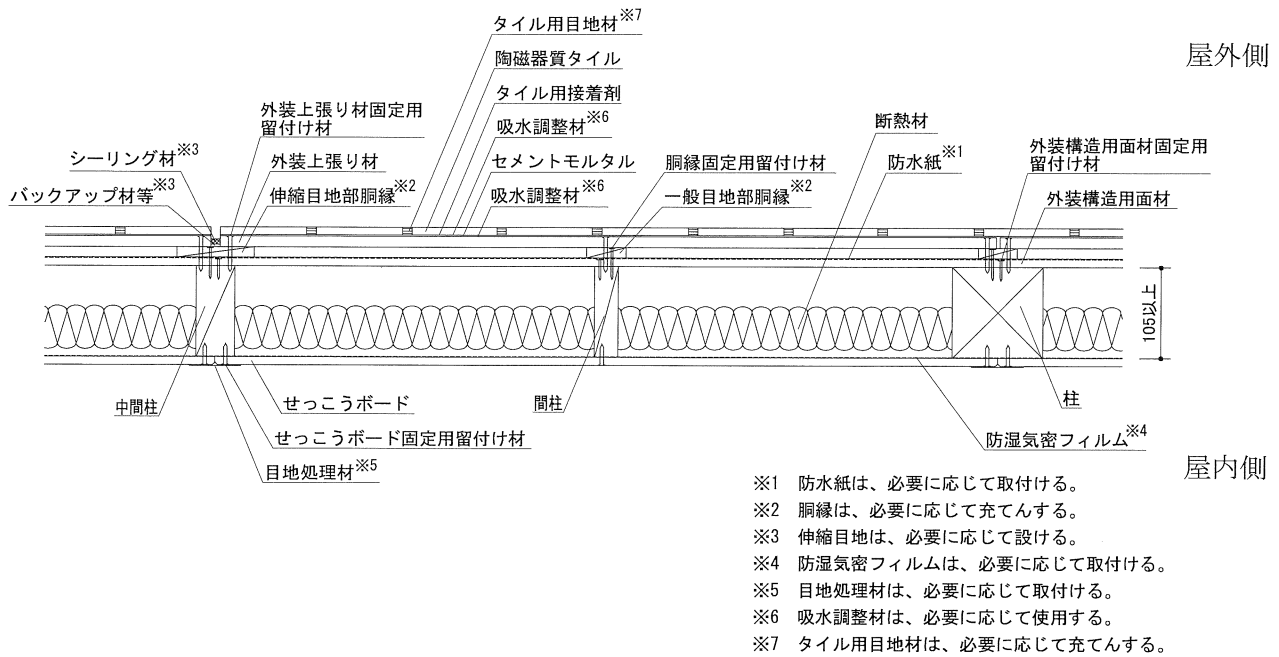 タイル用目地材※7
陶磁器質タイル
タイル用接着剤
吸水調整材※6
セメントモルタル
吸水調整材※6
外装上張り材固定用
留付け材
外装上張り材
伸縮目地部胴縁※2
シーリング材※3
バックアップ材等※3
胴縁固定用留付け材
一般目地部胴縁※2
断熱材
防水紙※1
外装構造用面材固定用
留付け材
外装構造用面材
屋外側
105以上
中間柱
せっこうボード
せっこうボード固定用留付け材
目地処理材※5
間柱
柱
防湿気密フィルム※4
屋内側
※1 防水紙は、必要に応じて取付ける。
※2 胴縁は、必要に応じて充てんする。
※3 伸縮目地は、必要に応じて設ける。
※4 防湿気密フィルムは、必要に応じて取付ける。
※5 目地処理材は、必要に応じて取付ける。
※6 吸水調整材は、必要に応じて使用する。
※7 タイル用目地材は、必要に応じて充てんする。